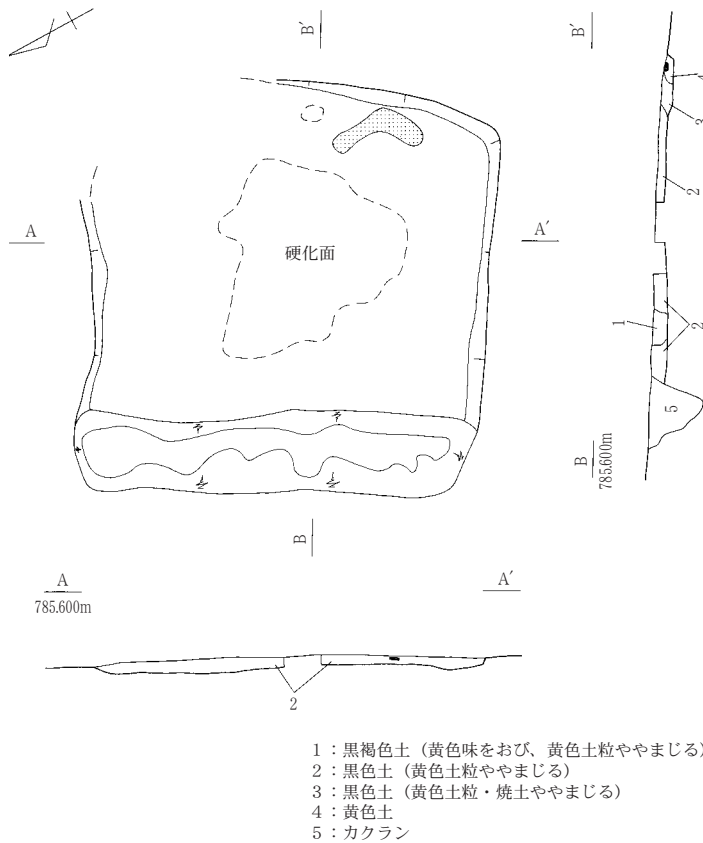 B′
B′
4
3
2
A
A′
硬化面
1
2
5
B
785.600m
B
A
785.600m
A′
2
1：黒褐色土（黄色味をおび、黄色土粒ややまじる）
2：黒色土（黄色土粒ややまじる）
3：黒色土（黄色土粒・焼土ややまじる）
4：黄色土
5：カクラン